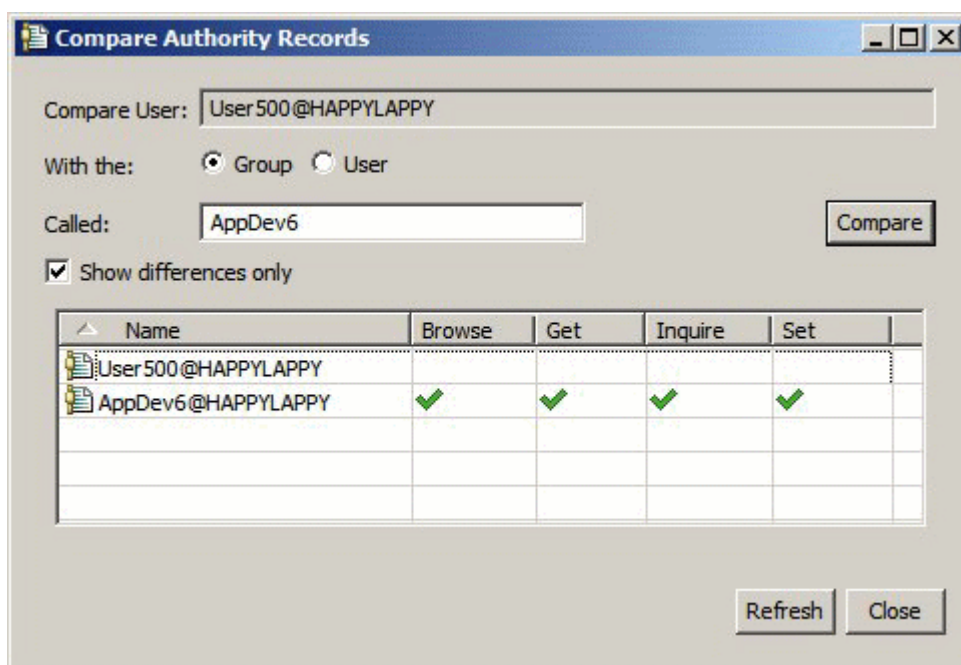 Compare Authority Records
Compare User: User500@HAPPYLAPPY
With the: Group User
Called: AppDev6 Compare
Show differences only
Name Browse Get Inquire Set
User500@HAPPYLAPPY
AppDev6@HAPPYLAPPY
Refresh Close